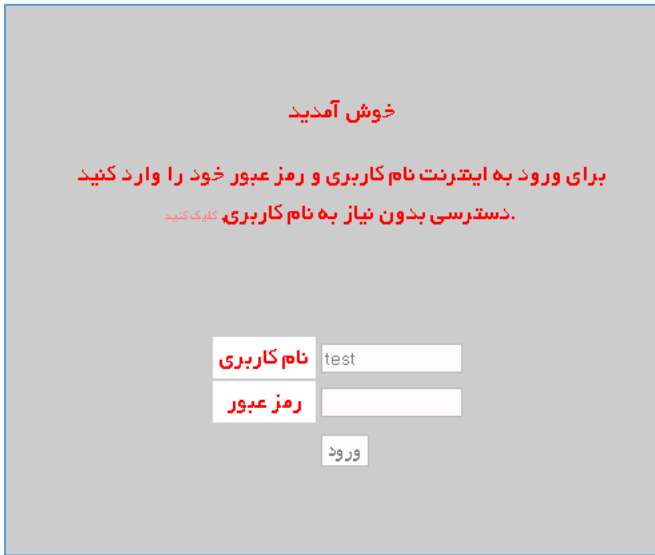 خوش آمدید
برای ورود به اینترنت نام کاربری و رمز عبور خود را وارد کنید
.دسترسی بدون نیاز به نام کاربری, کلیک کنید
نام کاربری test
رمز عبور
ورود